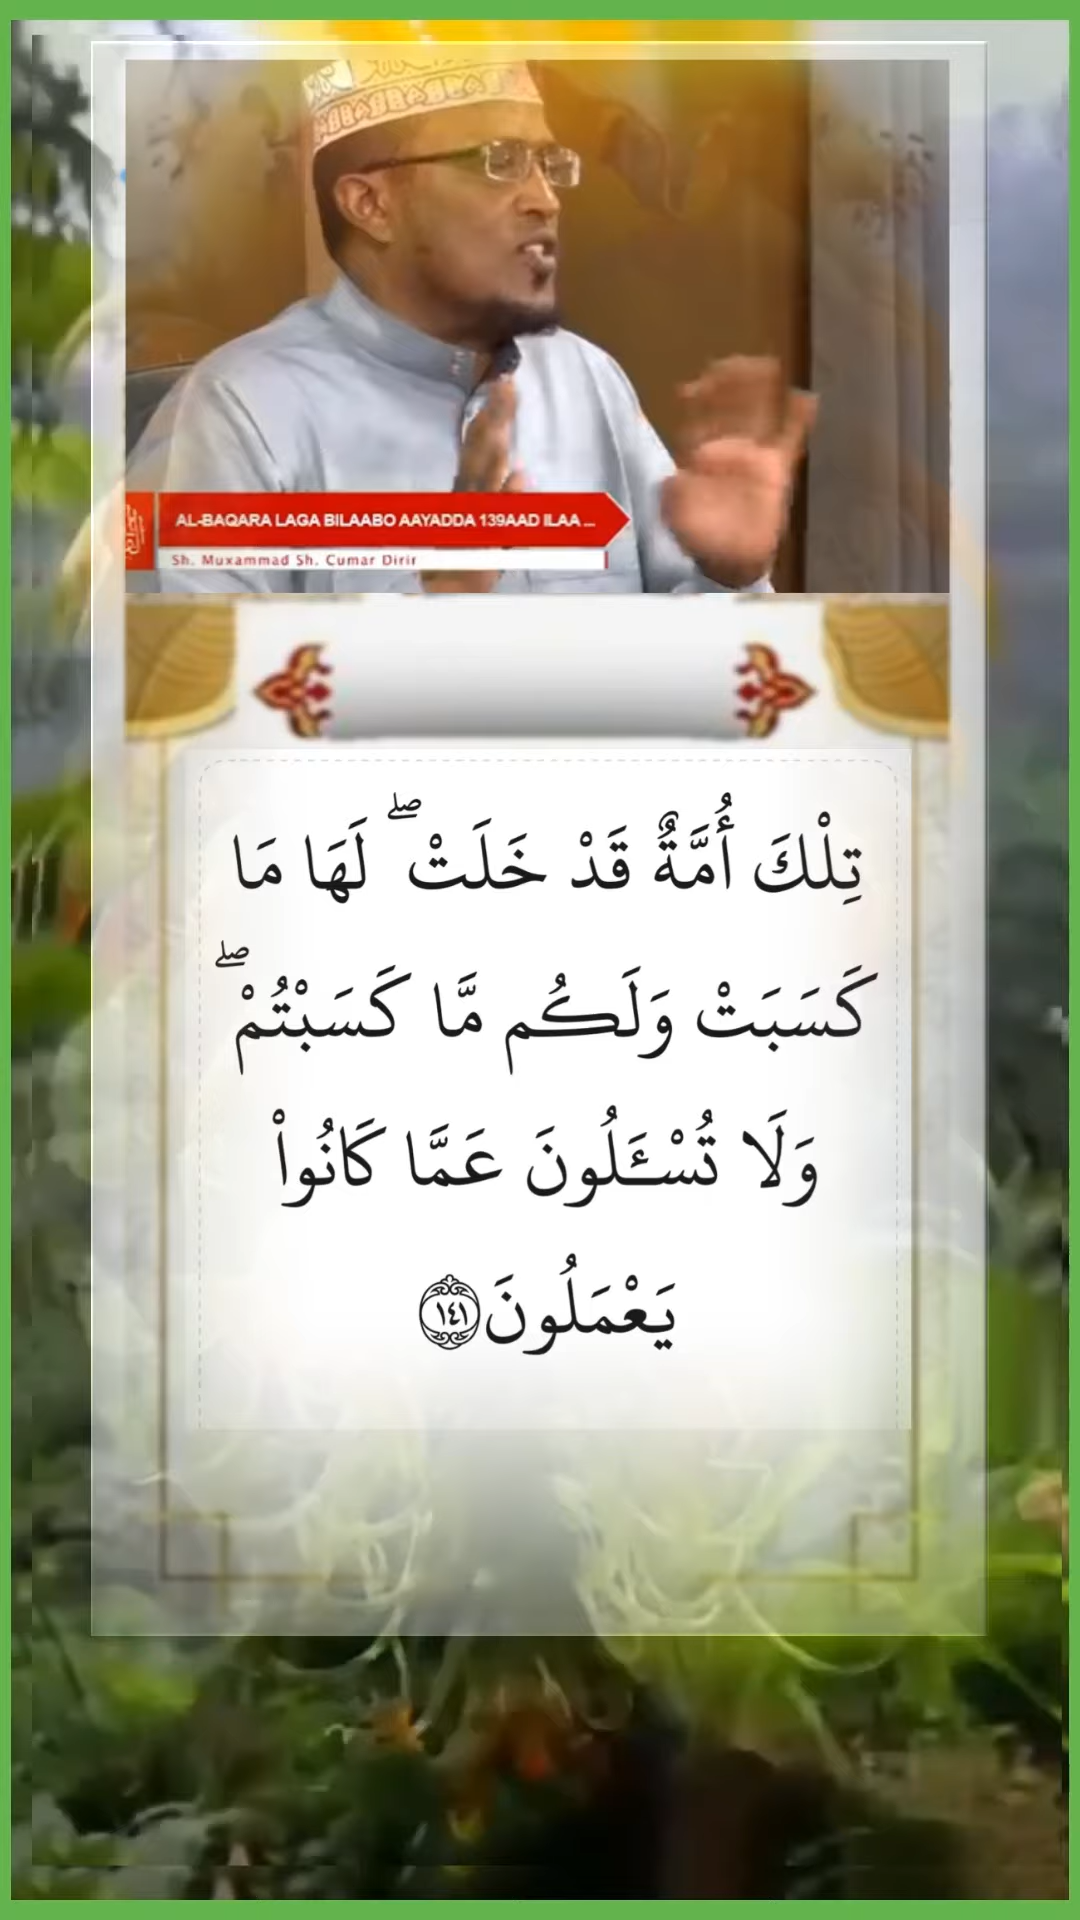 AL-BAQARA LAGA BILAABO AAYADDA 139AAD ILAA ...
Sh. Muxammad Sh. Cumar Dirir
تِلْكَ أُمَّةٌ قَدْ خَلَتْ ۖ لَهَا مَا
كَسَبَتْ وَلَكُم مَّا كَسَبْتُمْ ۖ
وَلَا تُسْـَٔلُونَ عَمَّا كَانُوا۟
يَعْمَلُونَ ١٤١